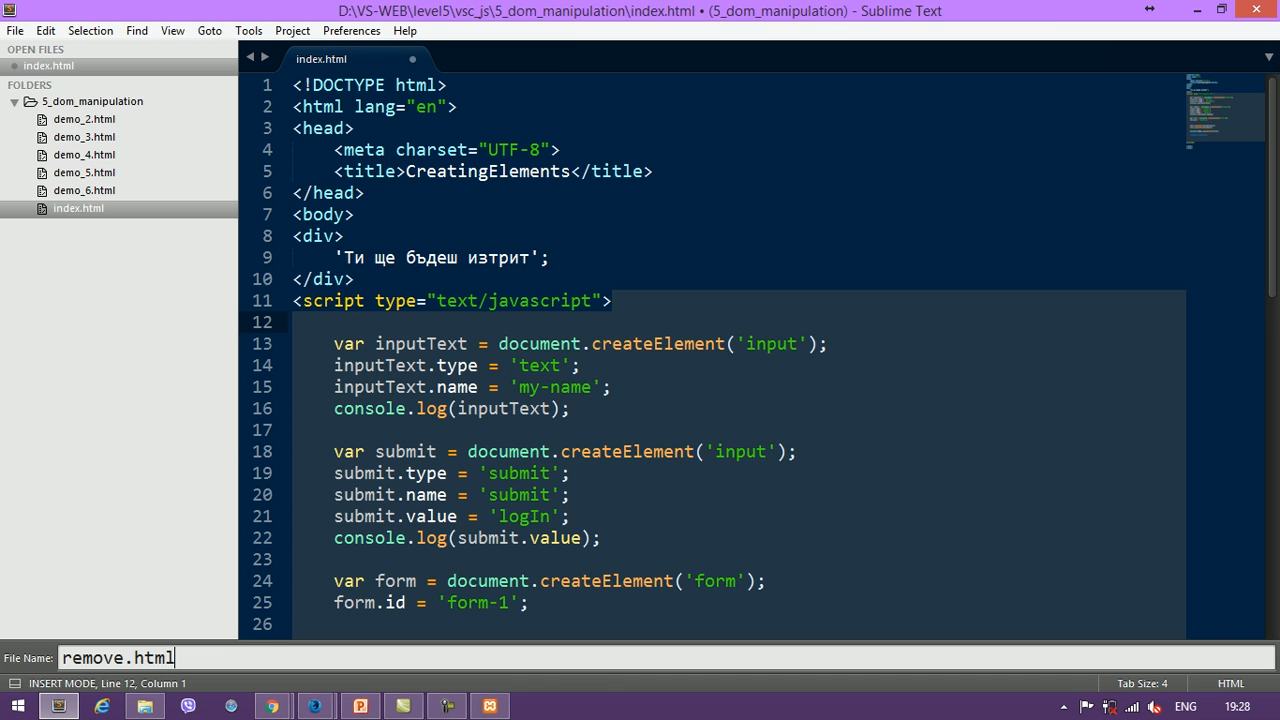 D:\VS-WEB\level5\vsc_js\5_dom_manipulation\index.html • (5_dom_manipulation) - Sublime Text
File Edit Selection Find View Goto Tools Project Preferences Help
OPEN FILES
index.html
FOLDERS
5_dom_manipulation
demo_2.html
demo_3.html
demo_4.html
demo_5.html
demo_6.html
index.html
index.html
1 <!DOCTYPE html>
2 <html lang="en">
3 <head>
4 <meta charset="UTF-8">
5 <title>CreatingElements</title>
6 </head>
7 <body>
8 <div>
9 'Ти ще бъдеш изтрит';
10 </div>
11 <script type="text/javascript">
12
13 var inputText = document.createElement('input');
14 inputText.type = 'text';
15 inputText.name = 'my-name';
16 console.log(inputText);
17
18 var submit = document.createElement('input');
19 submit.type = 'submit';
20 submit.name = 'submit';
21 submit.value = 'logIn';
22 console.log(submit.value);
23
24 var form = document.createElement('form');
25 form.id = 'form-1';
26
File Name: remove.html
INSERT MODE, Line 12, Column 1 Tab Size: 4 HTML
ENG 19:28